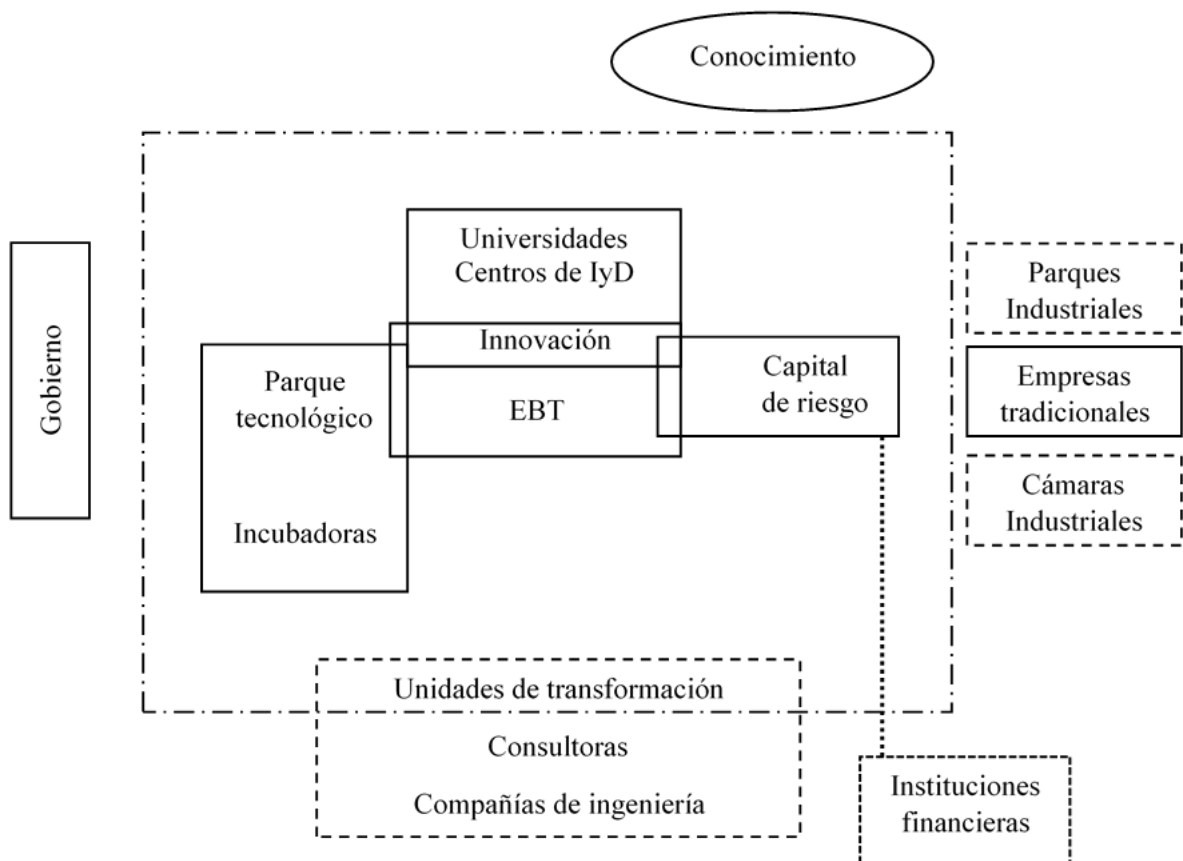 Conocimiento
Universidades
Centros de IyD
Innovación
EBT
Gobierno
Parque
tecnológico
Incubadoras
Capital
de riesgo
Parques
Industriales
Empresas
tradicionales
Cámaras
Industriales
Unidades de transformación
Consultoras
Compañías de ingeniería
Instituciones
financieras